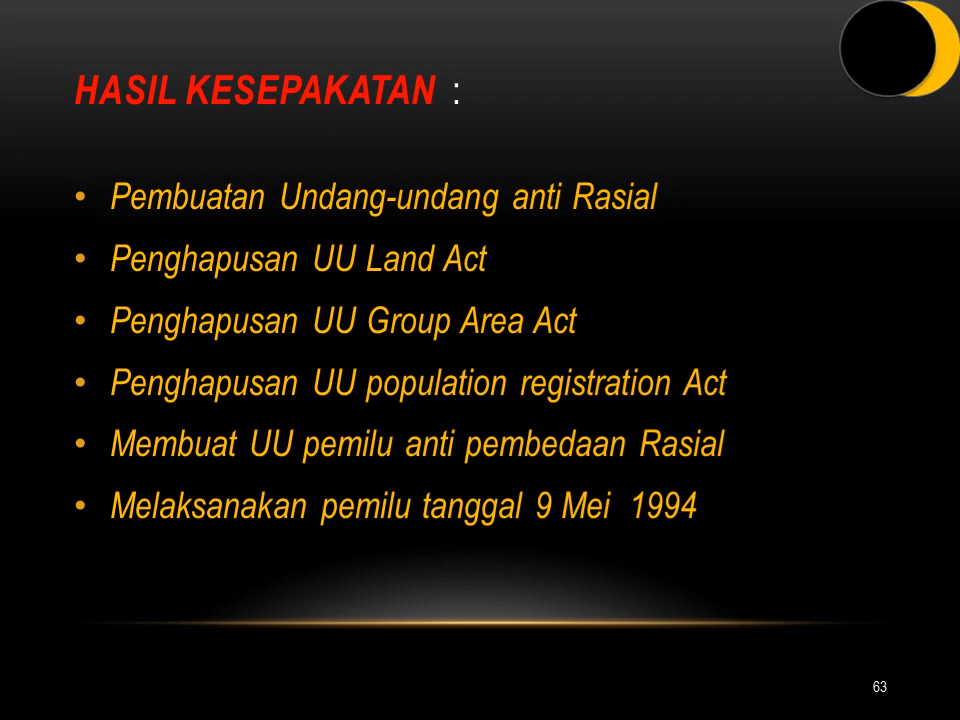 HASIL KESEPAKATAN :
• Pembuatan Undang-undang anti Rasial
• Penghapusan UU Land Act
• Penghapusan UU Group Area Act
• Penghapusan UU population registration Act
• Membuat UU pemilu anti pembedaan Rasial
• Melaksanakan pemilu tanggal 9 Mei 1994
63